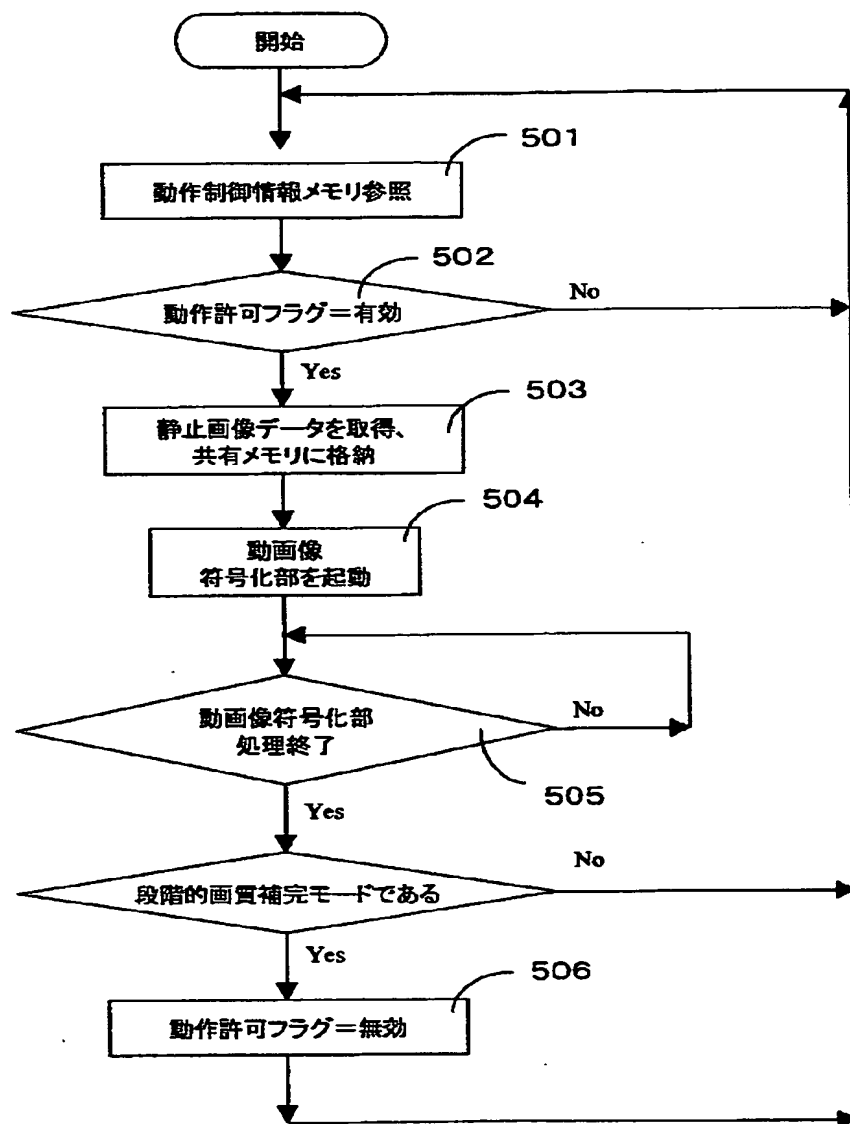 開始
501
動作制御情報メモリ参照
502
動作許可フラグ＝有効
No
Yes
503
静止画像データを取得、
共有メモリに格納
504
動画像
符号化部を起動
動画像符号化部
処理終了
No
505
Yes
段階的画質補完モードである
No
Yes
506
動作許可フラグ＝無効